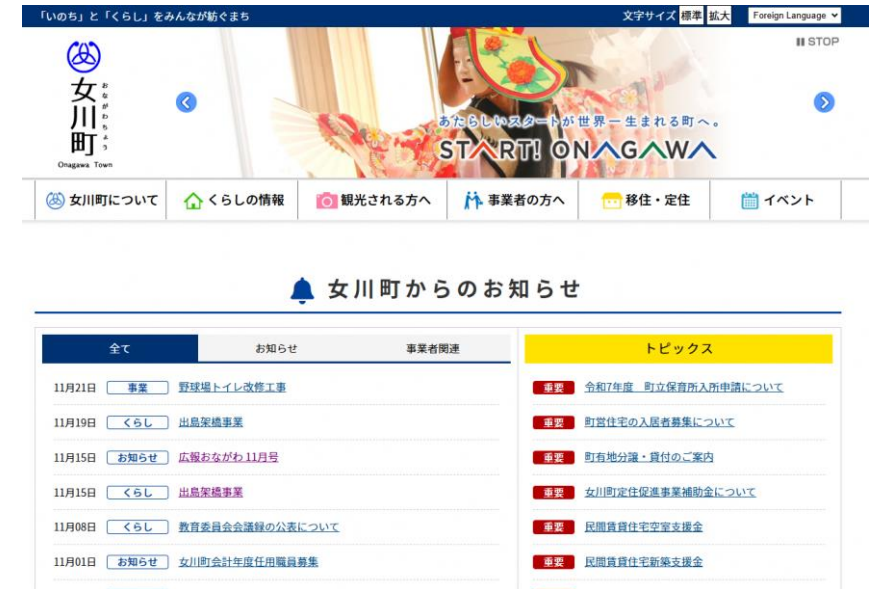 「いのち」と「くらし」をみんなが紡ぐまち
文字サイズ 標準 拡大 Foreign Language
STOP
女川町
おながわちょう
Onagawa Town
あたらしいスタートが世界一生まれる町へ。
START! ONAGAWA
女川町について くらしの情報 観光される方へ 事業者の方へ 移住・定住 イベント
女川町からのお知らせ
全て お知らせ 事業者関連
11月21日 事業 野球場トイレ改修工事
11月19日 くらし 出島架橋事業
11月15日 お知らせ 広報おながわ11月号
11月15日 くらし 出島架橋事業
11月08日 くらし 教育委員会会議録の公表について
11月01日 お知らせ 女川町会計年度任用職員募集
トピックス
重要 令和7年度 町立保育所入所申請について
重要 町営住宅の入居者募集について
重要 町有地分譲・貸付のご案内
重要 女川町定住促進事業補助金について
重要 民間賃貸住宅空室支援金
重要 民間賃貸住宅新築支援金